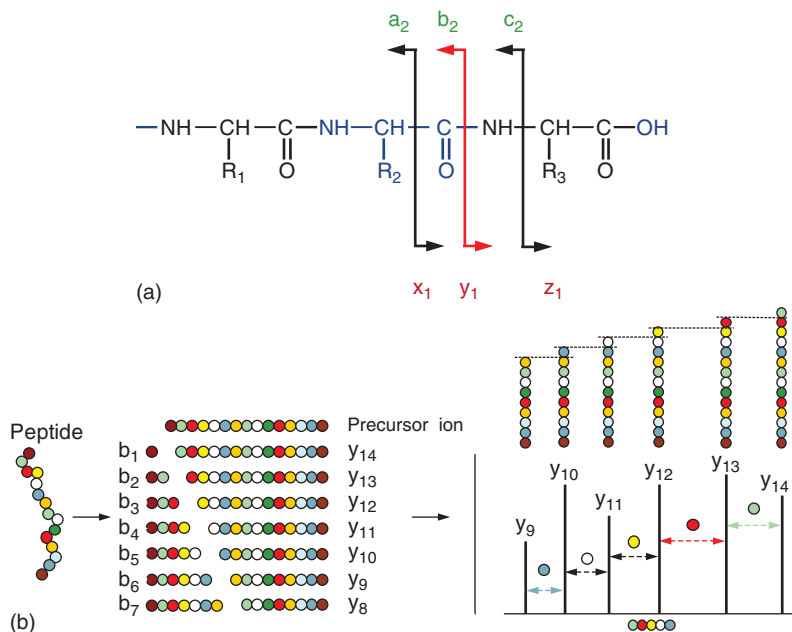 a₂ b₂ c₂
NH CH C NH CH C NH CH C OH
R₁ O R₂ O R₃ O
x₁ y₁ z₁
(a)
Peptide
Precursor ion
b₁ y₁₄
b₂ y₁₃
b₃ y₁₂
b₄ y₁₁
b₅ y₁₀
b₆ y₉
b₇ y₈
y₉ y₁₀ y₁₁ y₁₂ y₁₃ y₁₄
(b)